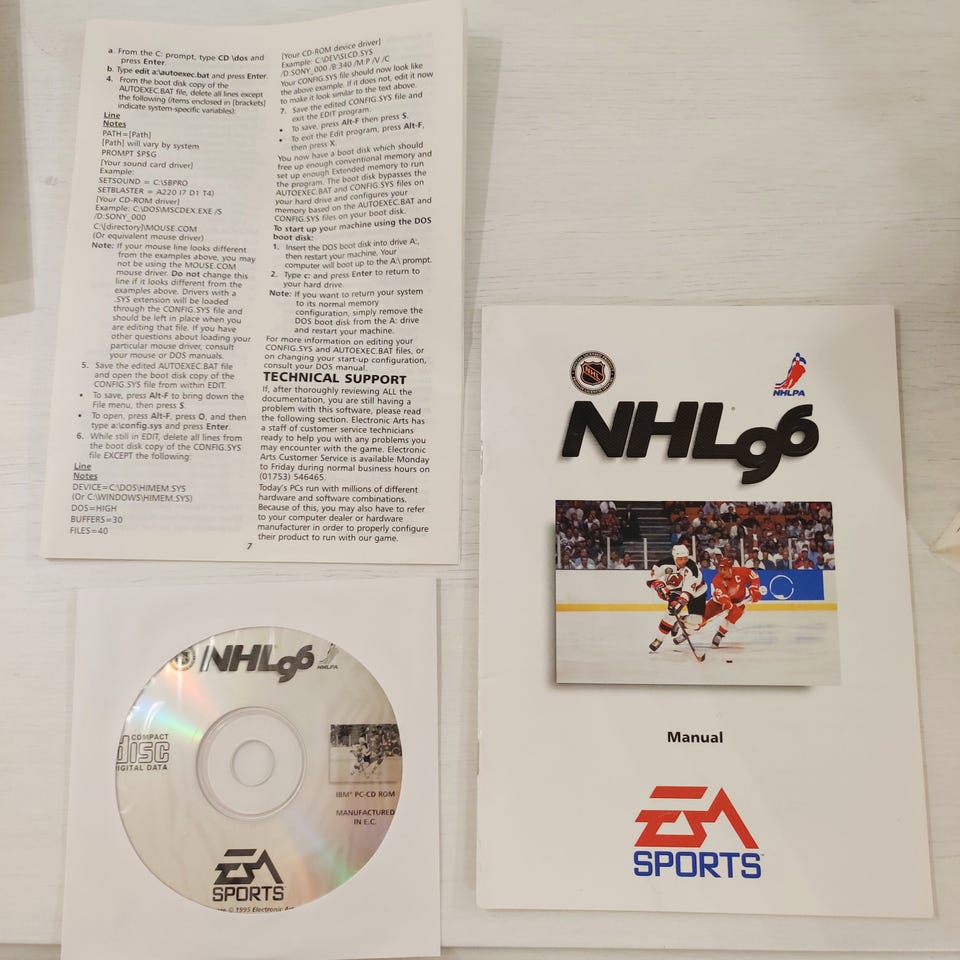 a. From the C: prompt, type CD \dos and
press Enter.
b. Type edit a:\autoexec.bat and press Enter.
4. From the boot disk copy of the
AUTOEXEC.BAT file, delete all lines except
the following (items enclosed in [brackets]
indicate system-specific variables):
Line
Notes
PATH=[Path]
[Path] will vary by system
PROMPT $P$G
[Your sound card driver]
Example:
SETSOUND = C:\SBPRO
SETBLASTER = A220 I7 D1 T4)
[Your CD-ROM driver]
Example: C:\DOS\MSCDEX.EXE /S
/D:SONY_000
C:\[directory]\MOUSE.COM
(Or equivalent mouse driver)
Note: If your mouse line looks different
from the examples above, you may
not be using the MOUSE.COM
mouse driver. Do not change this
line if it looks different from the
examples above. Drivers with a
.SYS extension will be loaded
through the CONFIG.SYS file and
should be left in place when you
are editing that file. If you have
other questions about loading your
particular mouse driver, consult
your mouse or DOS manuals.
5. Save the edited AUTOEXEC.BAT file
and open the boot disk copy of the
CONFIG.SYS file from within EDIT.
• To save, press Alt-F to bring down the
File menu, then press S.
• To open, press Alt-F, press O, and then
type a:\config.sys and press Enter.
6. While still in EDIT, delete all lines from
the boot disk copy of the CONFIG.SYS
file EXCEPT the following:
Line
Notes
DEVICE=C:\DOS\HIMEM.SYS
(Or C:\WINDOWS\HIMEM.SYS)
DOS=HIGH
BUFFERS=30
FILES=40
[Your CD-ROM device driver]
Example: C:\DEV\SLCD.SYS
/D:SONY_000 /B:340 /M:P /V /C
Your CONFIG.SYS file should now look like
the above example. If it does not, edit it now
to make it look similar to the text above.
7. Save the edited CONFIG.SYS file and
exit the EDIT program.
• To save, press Alt-F then press S.
• To exit the Edit program, press Alt-F,
then press X.
You now have a boot disk which should
free up enough conventional memory and
set up enough Extended memory to run
the program. The boot disk bypasses the
AUTOEXEC.BAT and CONFIG.SYS files on
your hard drive and configures your
memory based on the AUTOEXEC.BAT and
CONFIG.SYS files on your boot disk.
To start up your machine using the DOS
boot disk:
1. Insert the DOS boot disk into drive A:,
then restart your machine. Your
computer will boot up to the A:\ prompt.
2. Type c: and press Enter to return to
your hard drive.
Note: If you want to return your system
to its normal memory
configuration, simply remove the
DOS boot disk from the A: drive
and restart your machine.
For more information on editing your
CONFIG.SYS and AUTOEXEC.BAT files, or
on changing your start-up configuration,
consult your DOS manual.
TECHNICAL SUPPORT
If, after thoroughly reviewing ALL the
documentation, you are still having a
problem with this software, please read
the following section. Electronic Arts has
a staff of customer service technicians
ready to help you with any problems you
may encounter with the game. Electronic
Arts Customer Service is available Monday
to Friday during normal business hours on
(01753) 546465.
Today's PCs run with millions of different
hardware and software combinations.
Because of this, you may also have to refer
to your computer dealer or hardware
manufacturer in order to properly configure
their product to run with our game.
7
NHL
NHLPA
NHL96
Manual
EA
SPORTS
NHL96
NHLPA
COMPACT
disc
DIGITAL DATA
IBM® PC-CD ROM
MANUFACTURED
IN E.C.
EA
SPORTS
© 1995 Electronic